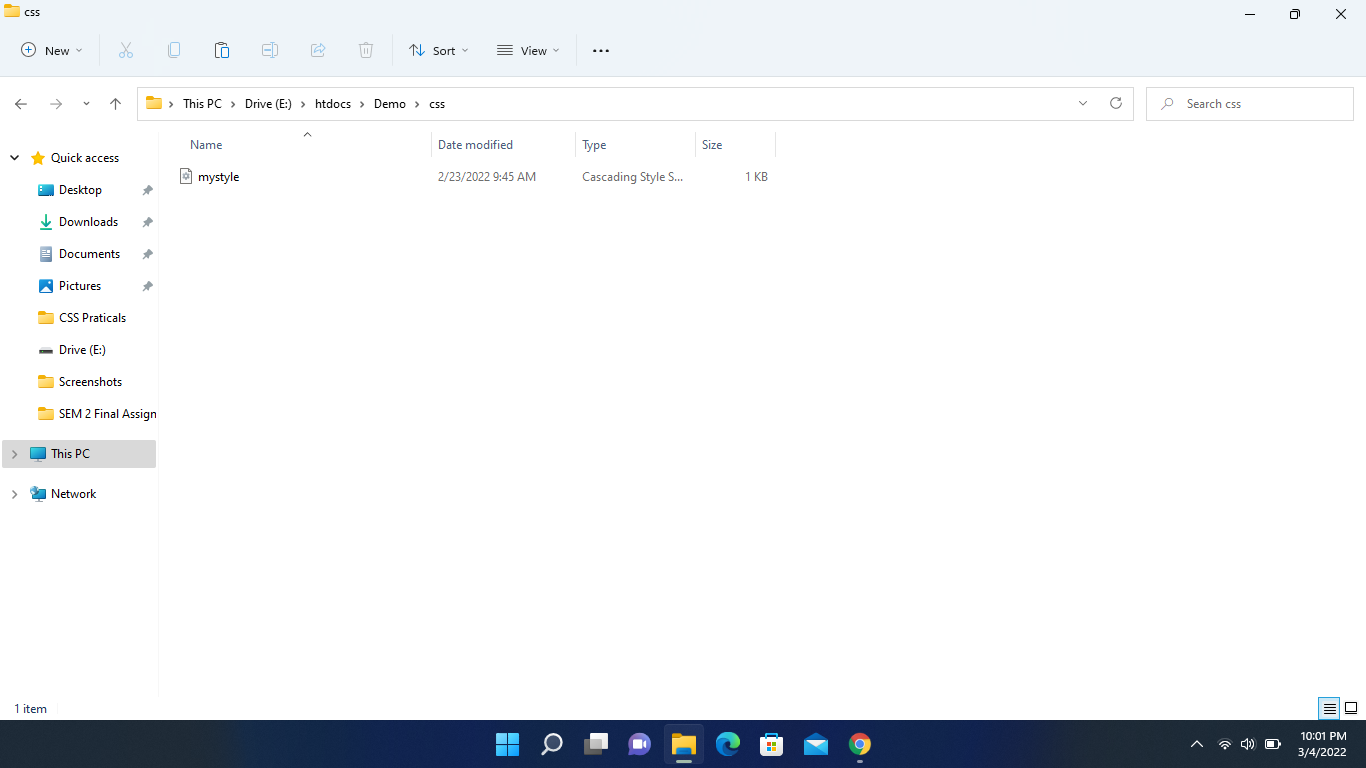 css
New
Sort
View
This PC
Drive (E:)
htdocs
Demo
css
Search css
Name
Date modified
Type
Size
mystyle
2/23/2022 9:45 AM
Cascading Style S...
1 KB
Quick access
Desktop
Downloads
Documents
Pictures
CSS Praticals
Drive (E:)
Screenshots
SEM 2 Final Assign
This PC
Network
1 item
10:01 PM
3/4/2022